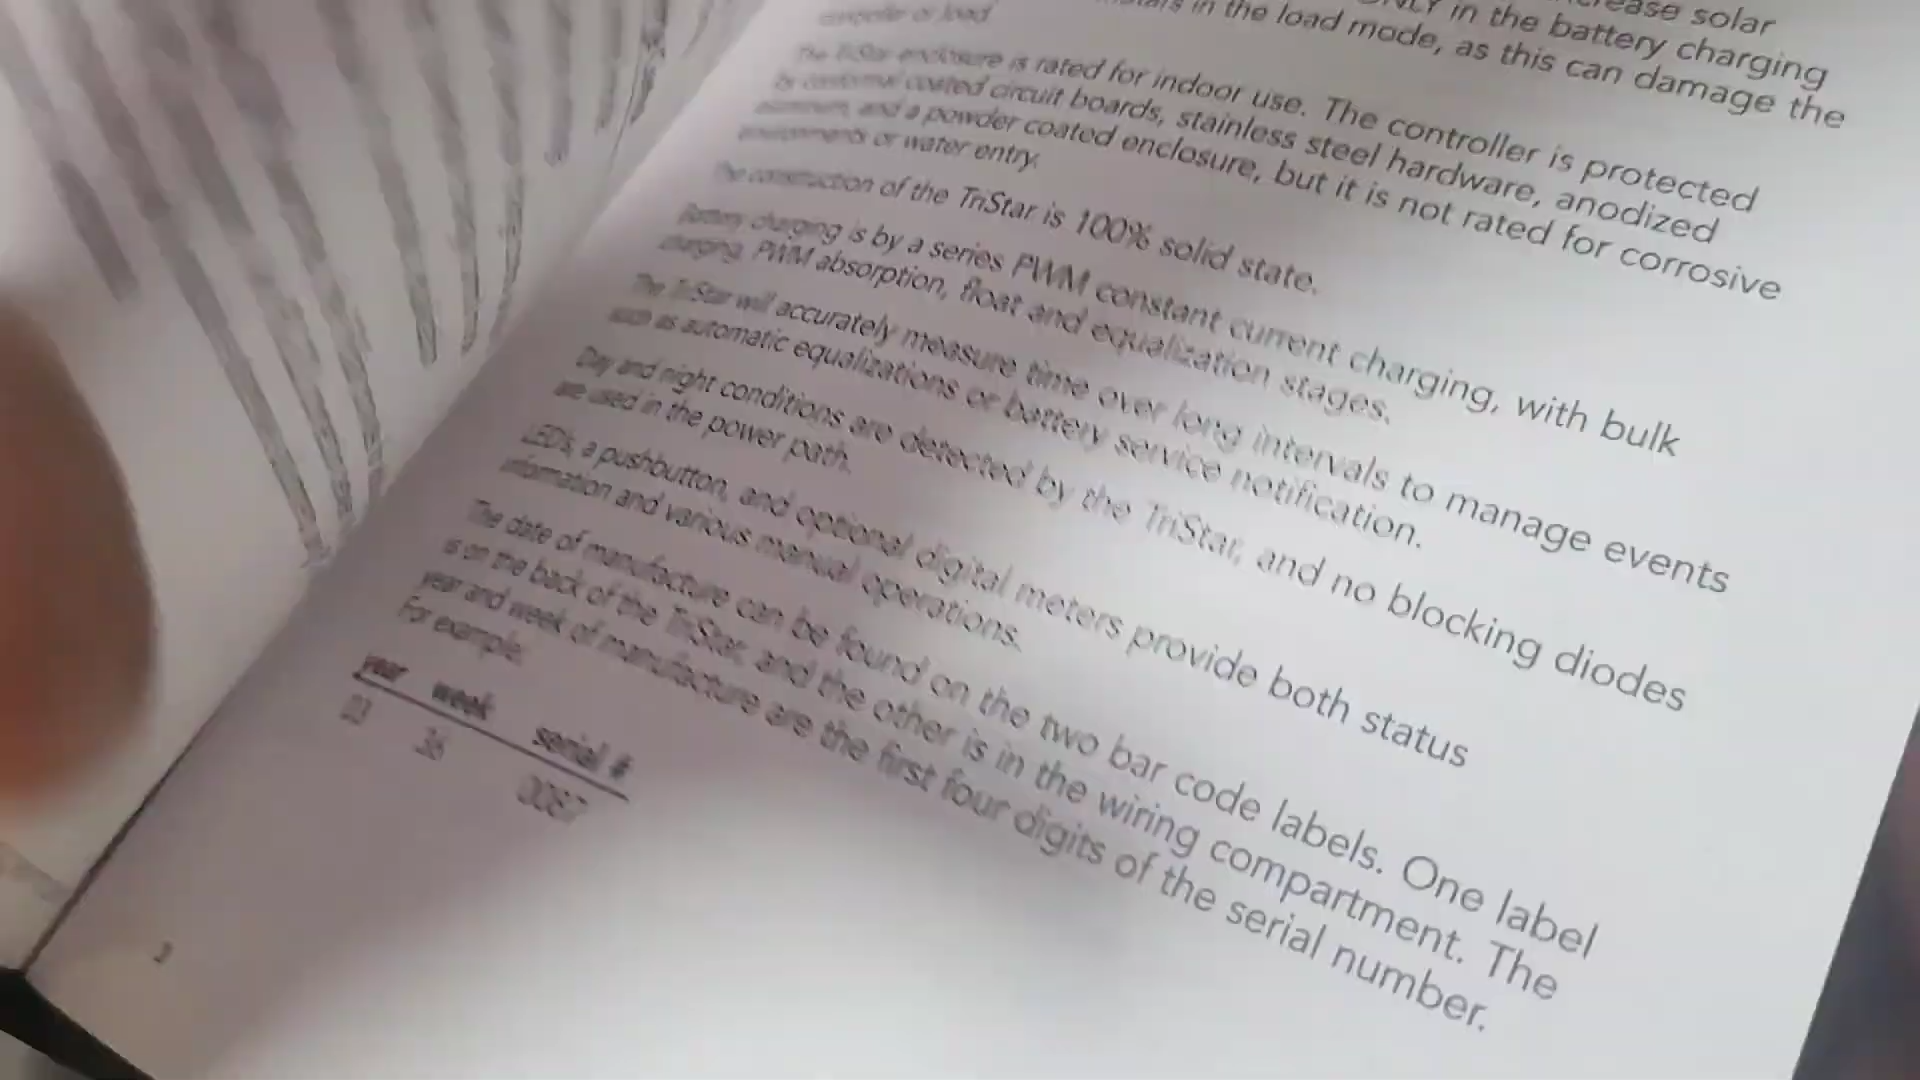 crease solar
ONLY in the battery charging
in the load mode, as this can damage the
controller or load.
The TriStar enclosure is rated for indoor use. The controller is protected
by conformal coated circuit boards, stainless steel hardware, anodized
aluminum, and a powder coated enclosure, but it is not rated for corrosive
environments or water entry.
The construction of the TriStar is 100% solid state.
Battery charging is by a series PWM constant current charging, with bulk
charging, PWM absorption, float and equalization stages.
The TriStar will accurately measure time over long intervals to manage events
such as automatic equalizations or battery service notification.
Day and night conditions are detected by the TriStar, and no blocking diodes
are used in the power path.
LED's, a pushbutton, and optional digital meters provide both status
information and various manual operations.
The date of manufacture can be found on the two bar code labels. One label
is on the back of the TriStar, and the other is in the wiring compartment. The
year and week of manufacture are the first four digits of the serial number.
For example:
year week serial #
03 36 0087